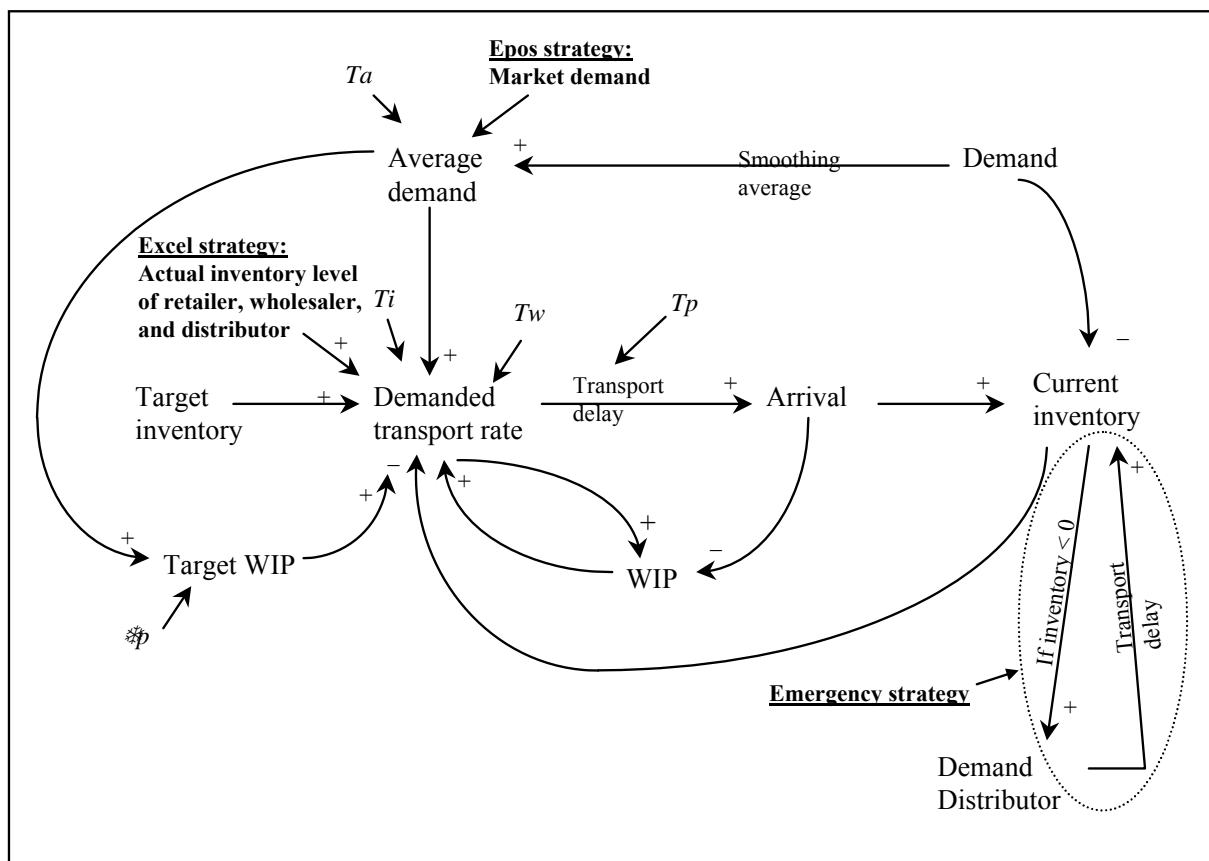 Epos strategy:
Market demand
Ta
+
Average
demand
Smoothing
average
Demand
Excel strategy:
Actual inventory level
of retailer, wholesaler,
and distributor
Ti
Tw
Tp
+
+
−
Target
inventory
+
Demanded
transport rate
Transport
delay
+
Arrival
+
Current
inventory
−
+
+
+
+
−
+
Target WIP
WIP
❄p
If inventory < 0
Transport
delay
+
Emergency strategy
+
Demand
Distributor